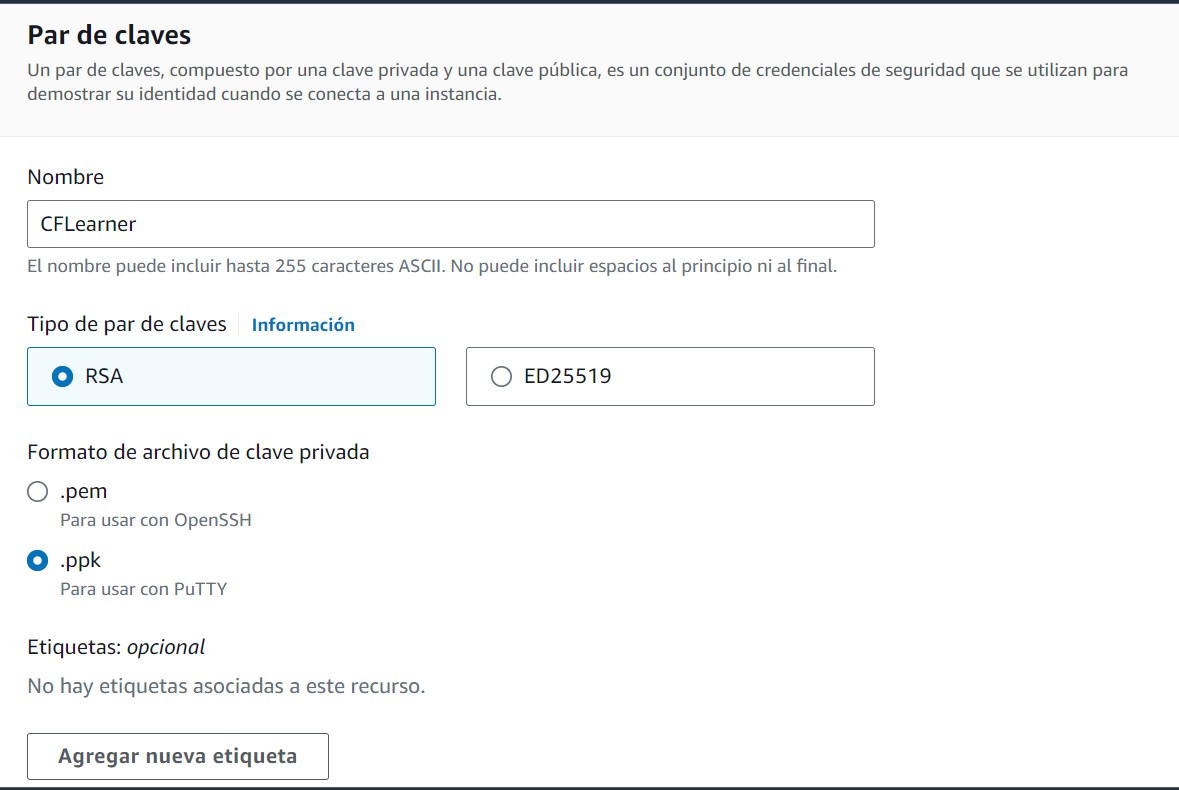 Par de claves
Un par de claves, compuesto por una clave privada y una clave pública, es un conjunto de credenciales de seguridad que se utilizan para
demostrar su identidad cuando se conecta a una instancia.
Nombre
CFLearner
El nombre puede incluir hasta 255 caracteres ASCII. No puede incluir espacios al principio ni al final.
Tipo de par de claves Información
RSA ED25519
Formato de archivo de clave privada
.pem
Para usar con OpenSSH
.ppk
Para usar con PuTTY
Etiquetas: opcional
No hay etiquetas asociadas a este recurso.
Agregar nueva etiqueta